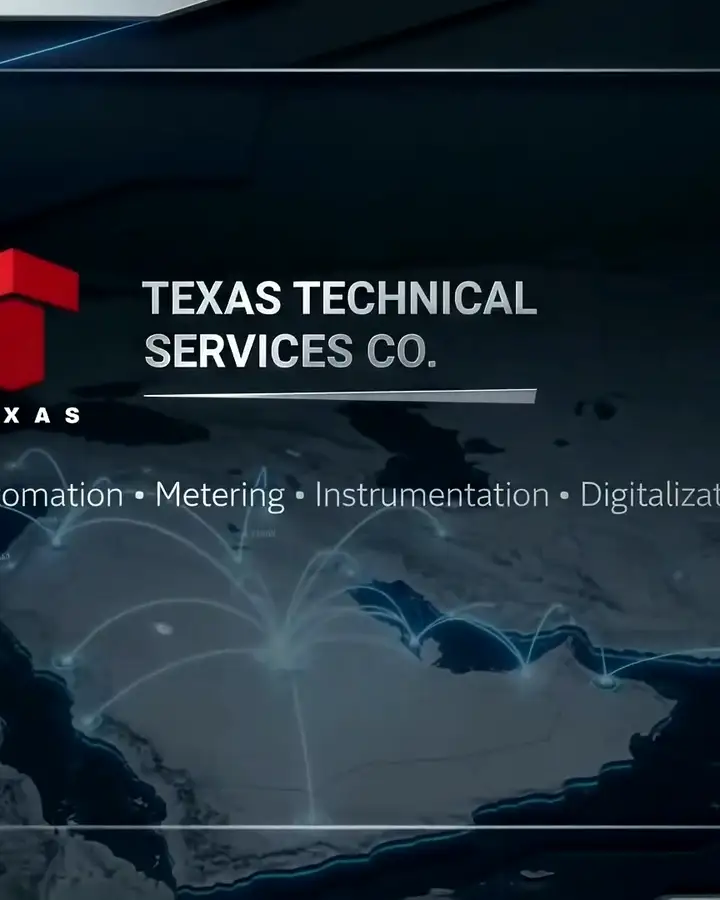 TEXAS TECHNICAL
SERVICES CO.
XAS
omation • Metering • Instrumentation • Digitalizat